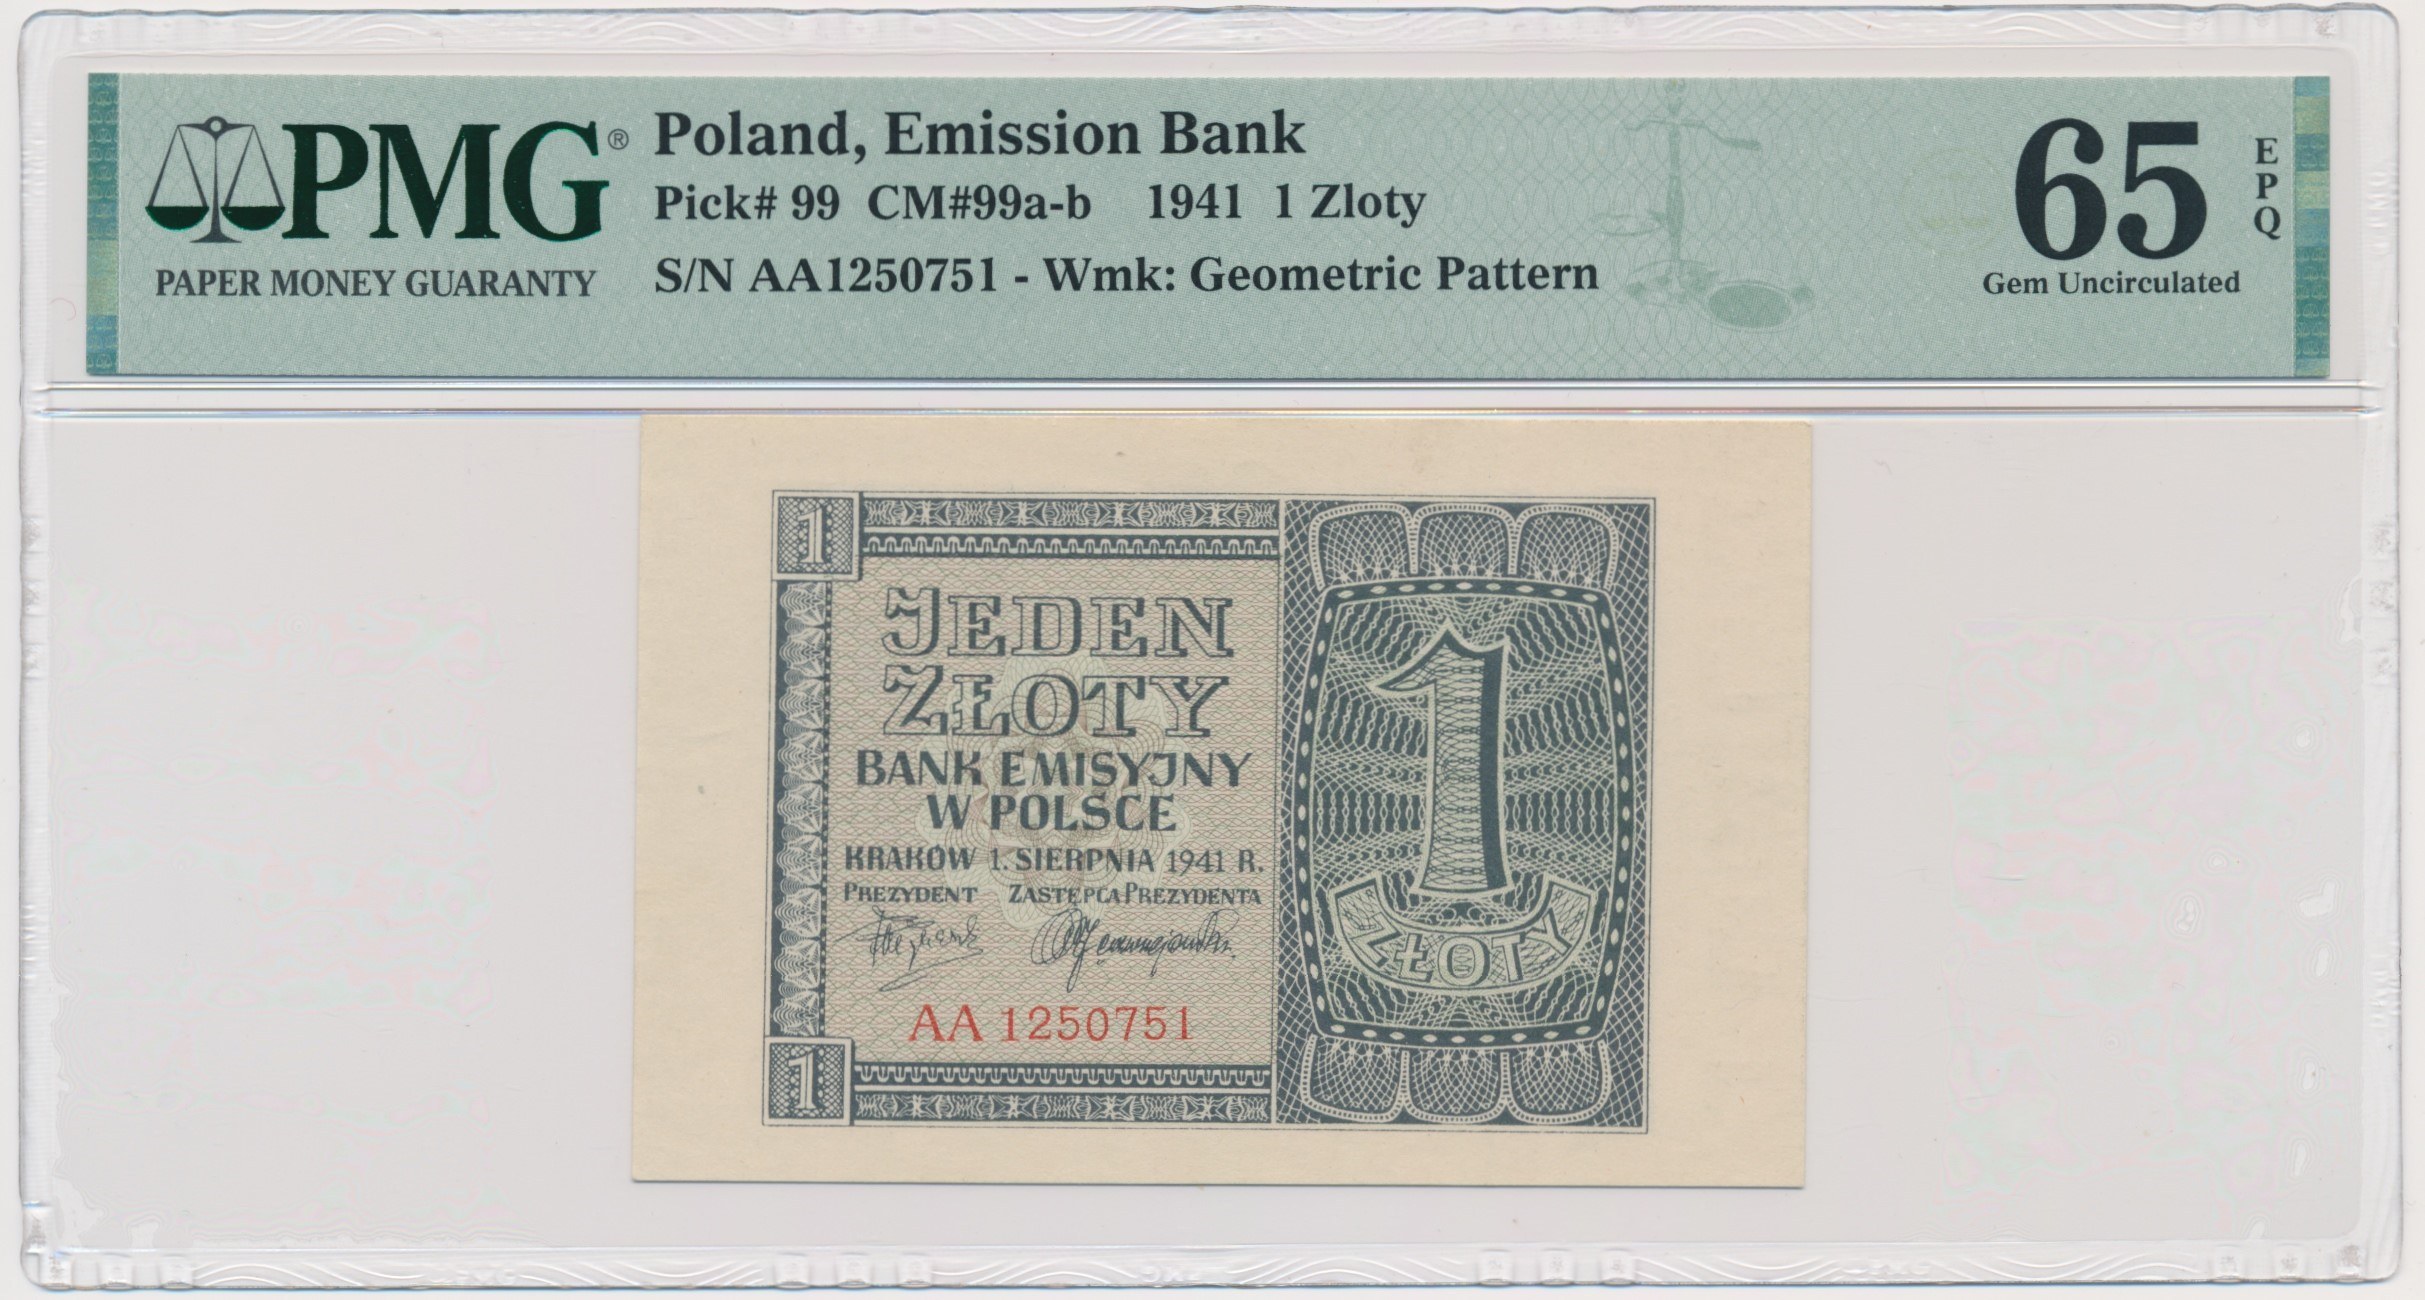 PMG®
PAPER MONEY GUARANTY
Poland, Emission Bank
Pick# 99 CM#99a-b 1941 1 Zloty
S/N AA1250751 - Wmk: Geometric Pattern
65
EPQ
Gem Uncirculated
1
JEDEN
ZŁOTY
BANK EMISYJNY
W POLSCE
KRAKÓW 1. SIERPNIA 1941 R.
PREZYDENT ZASTĘPCA PREZYDENTA
AA 1250751
1
1
ZŁOTY